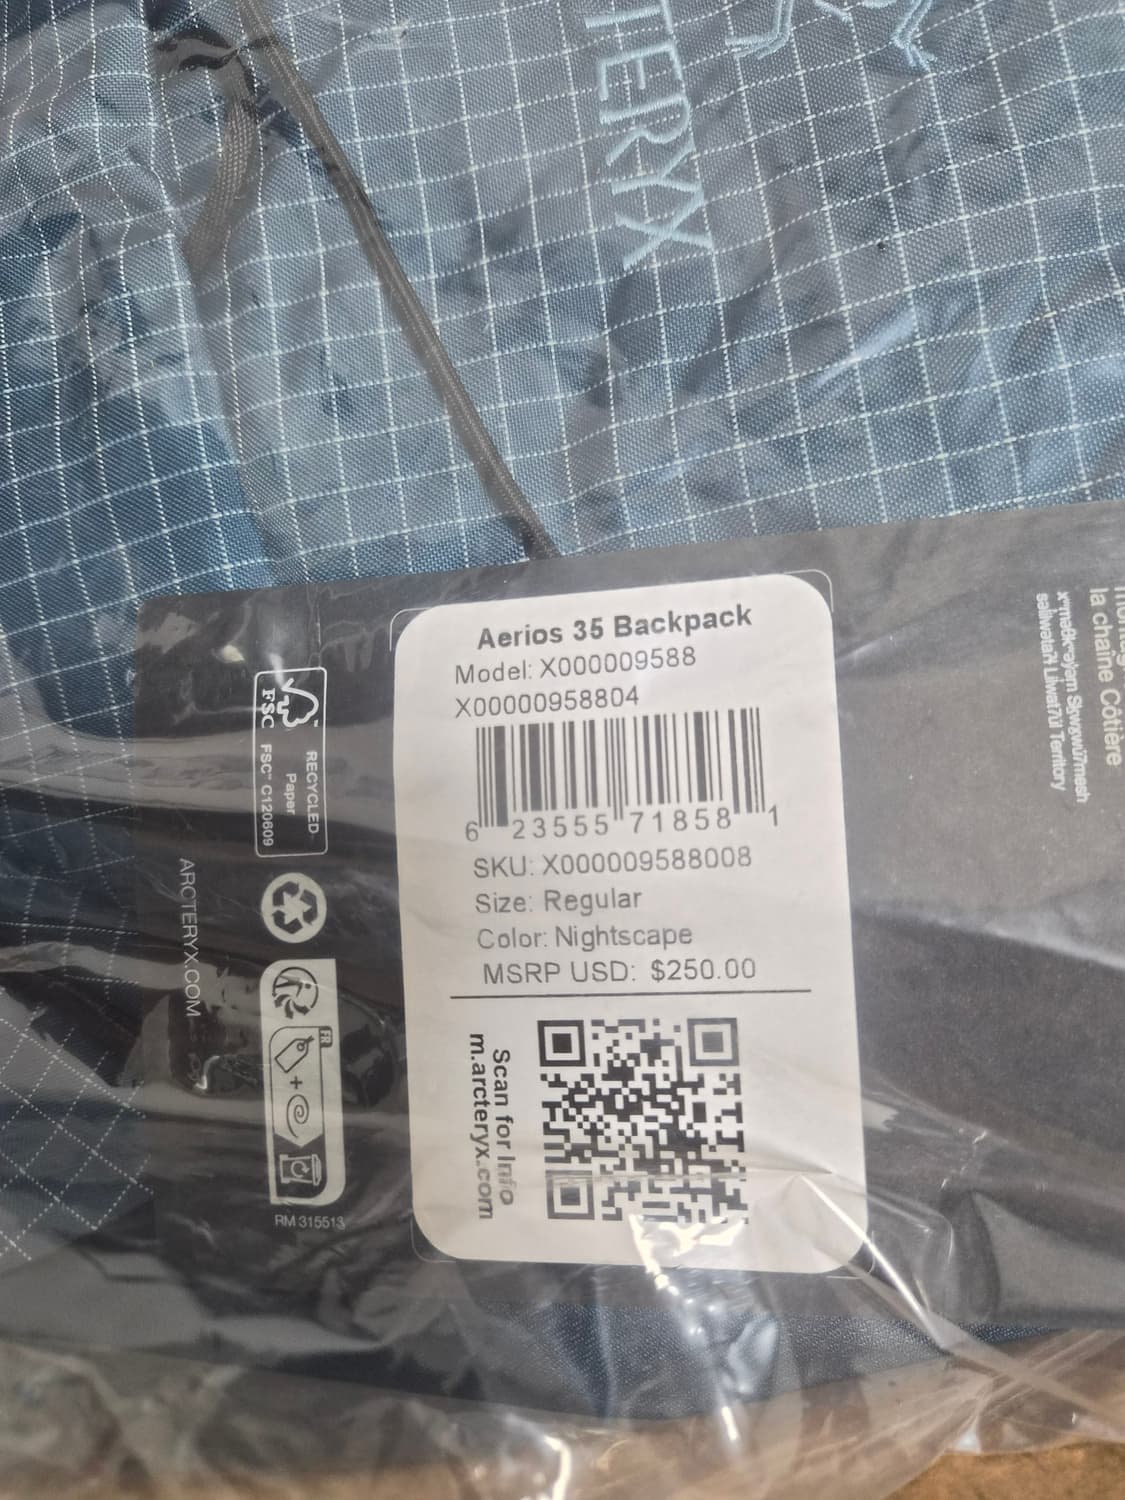 TERYX
Aerios 35 Backpack
Model: X000009588
X00000958804
6 23555 71858 1
SKU: X000009588008
Size: Regular
Color: Nightscape
MSRP USD: $250.00
Scan for Info
m.arcteryx.com
FSC
RECYCLED
Paper
FSC™ C120609
ARCTERYX.COM
FR
RM 315513
la chaîne Côtière
Territory